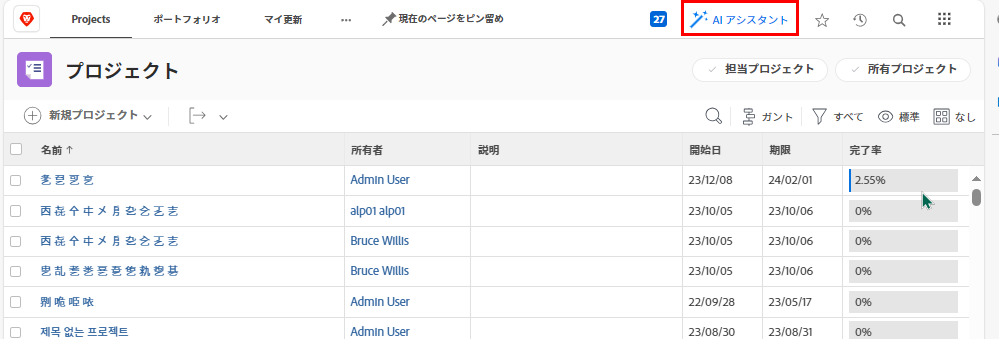 Projects ポートフォリオ マイ更新 ... 現在のページをピン留め 27 AI アシスタント
プロジェクト 担当プロジェクト 所有プロジェクト
新規プロジェクト ガント すべて 標準 なし
名前 ↑ 所有者 説明 開始日 期限 完了率
Admin User 23/12/08 24/02/01 2.55%
alp01 alp01 23/10/05 23/10/06 0%
Bruce Willis 23/10/05 23/10/06 0%
Bruce Willis 23/10/05 23/10/06 0%
Admin User 22/09/28 23/05/17 0%
제목 없는 프로젝트 Admin User 23/08/30 23/08/31 0%